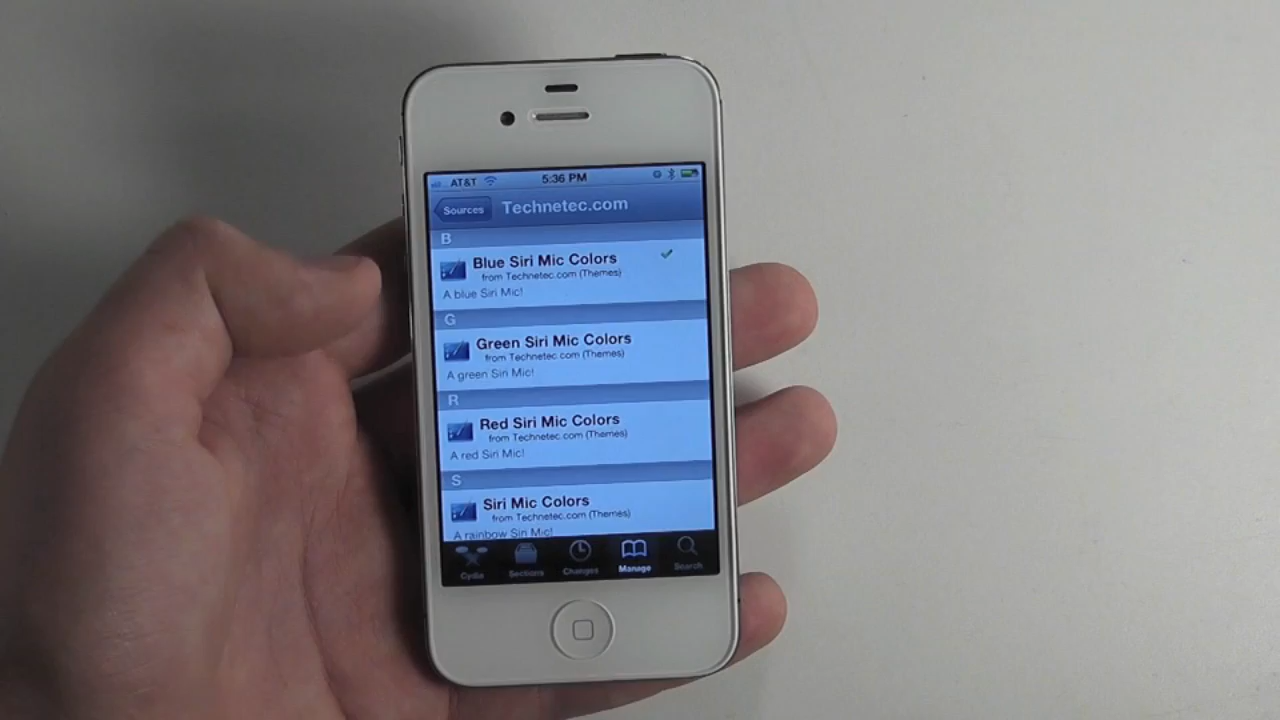 AT&T 5:36 PM
Sources Technetec.com
B
Blue Siri Mic Colors
from Technetec.com (Themes)
A blue Siri Mic!
G
Green Siri Mic Colors
from Technetec.com (Themes)
A green Siri Mic!
R
Red Siri Mic Colors
from Technetec.com (Themes)
A red Siri Mic!
S
Siri Mic Colors
from Technetec.com (Themes)
A rainbow Siri Mic!
Cydia Sections Changes Manage Search